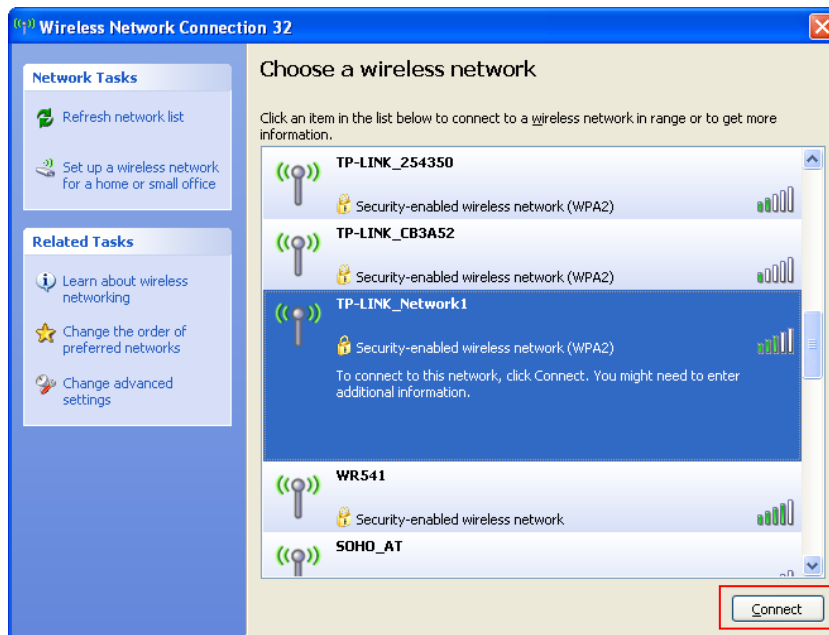 Wireless Network Connection 32
Network Tasks
Refresh network list
Set up a wireless network
for a home or small office
Related Tasks
Learn about wireless
networking
Change the order of
preferred networks
Change advanced
settings
Choose a wireless network
Click an item in the list below to connect to a wireless network in range or to get more
information.
TP-LINK_254350
Security-enabled wireless network (WPA2)
TP-LINK_CB3A52
Security-enabled wireless network (WPA2)
TP-LINK_Network1
Security-enabled wireless network (WPA2)
To connect to this network, click Connect. You might need to enter
additional information.
WR541
Security-enabled wireless network
SOHO_AT
Connect